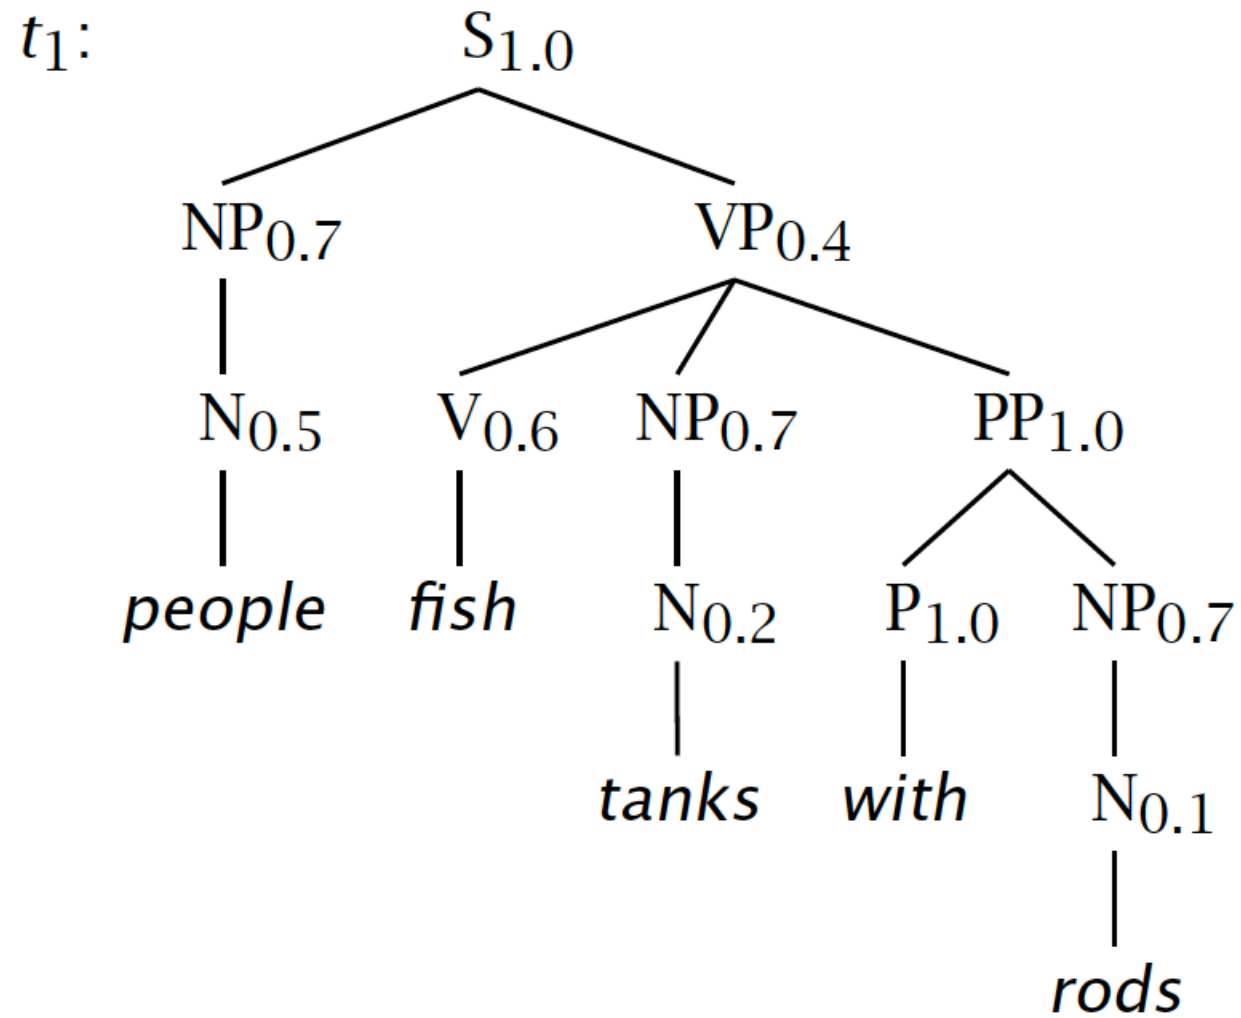 t₁: S₁.₀
NP₀.₇ VP₀.₄
N₀.₅ V₀.₆ NP₀.₇ PP₁.₀
people fish N₀.₂ P₁.₀ NP₀.₇
tanks with N₀.₁
rods